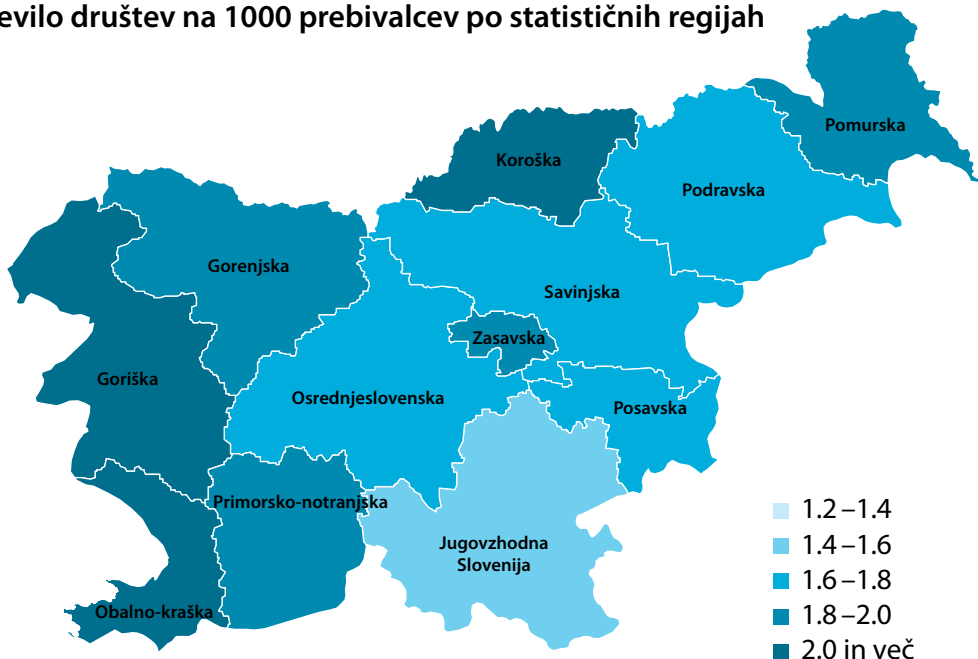 evilo društev na 1000 prebivalcev po statističnih regijah
Pomurska
Koroška
Podravska
Gorenjska
Savinjska
Zasavska
Goriška
Osrednjeslovenska
Posavska
Primorsko-notranjska
Jugovzhodna
Slovenija
Obalno-kraška
1.2–1.4
1.4–1.6
1.6–1.8
1.8–2.0
2.0 in več